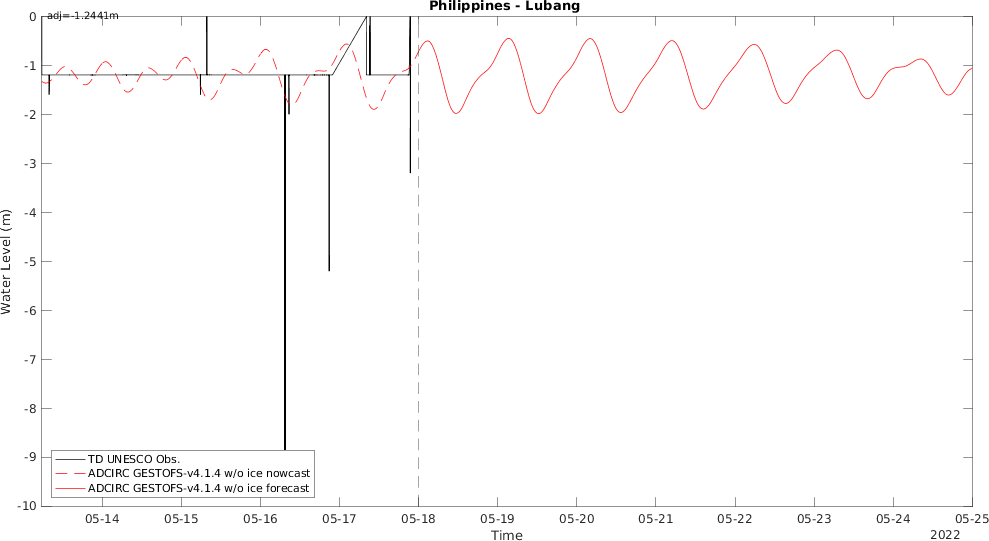 Philippines - Lubang
adj=-1.2441m
0
-1
-2
-3
-4
-5
-6
-7
-8
-9
-10
Water Level (m)
TD UNESCO Obs.
ADCIRC GESTOFS-v4.1.4 w/o ice nowcast
ADCIRC GESTOFS-v4.1.4 w/o ice forecast
05-14 05-15 05-16 05-17 05-18 05-19 05-20 05-21 05-22 05-23 05-24 05-25
Time
2022